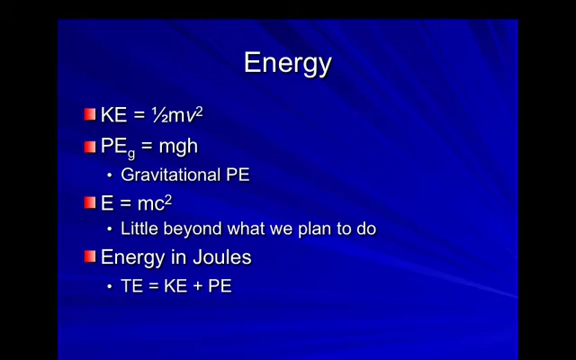 Energy
KE = ½mv²
PEg = mgh
• Gravitational PE
E = mc²
• Little beyond what we plan to do
Energy in Joules
• TE = KE + PE